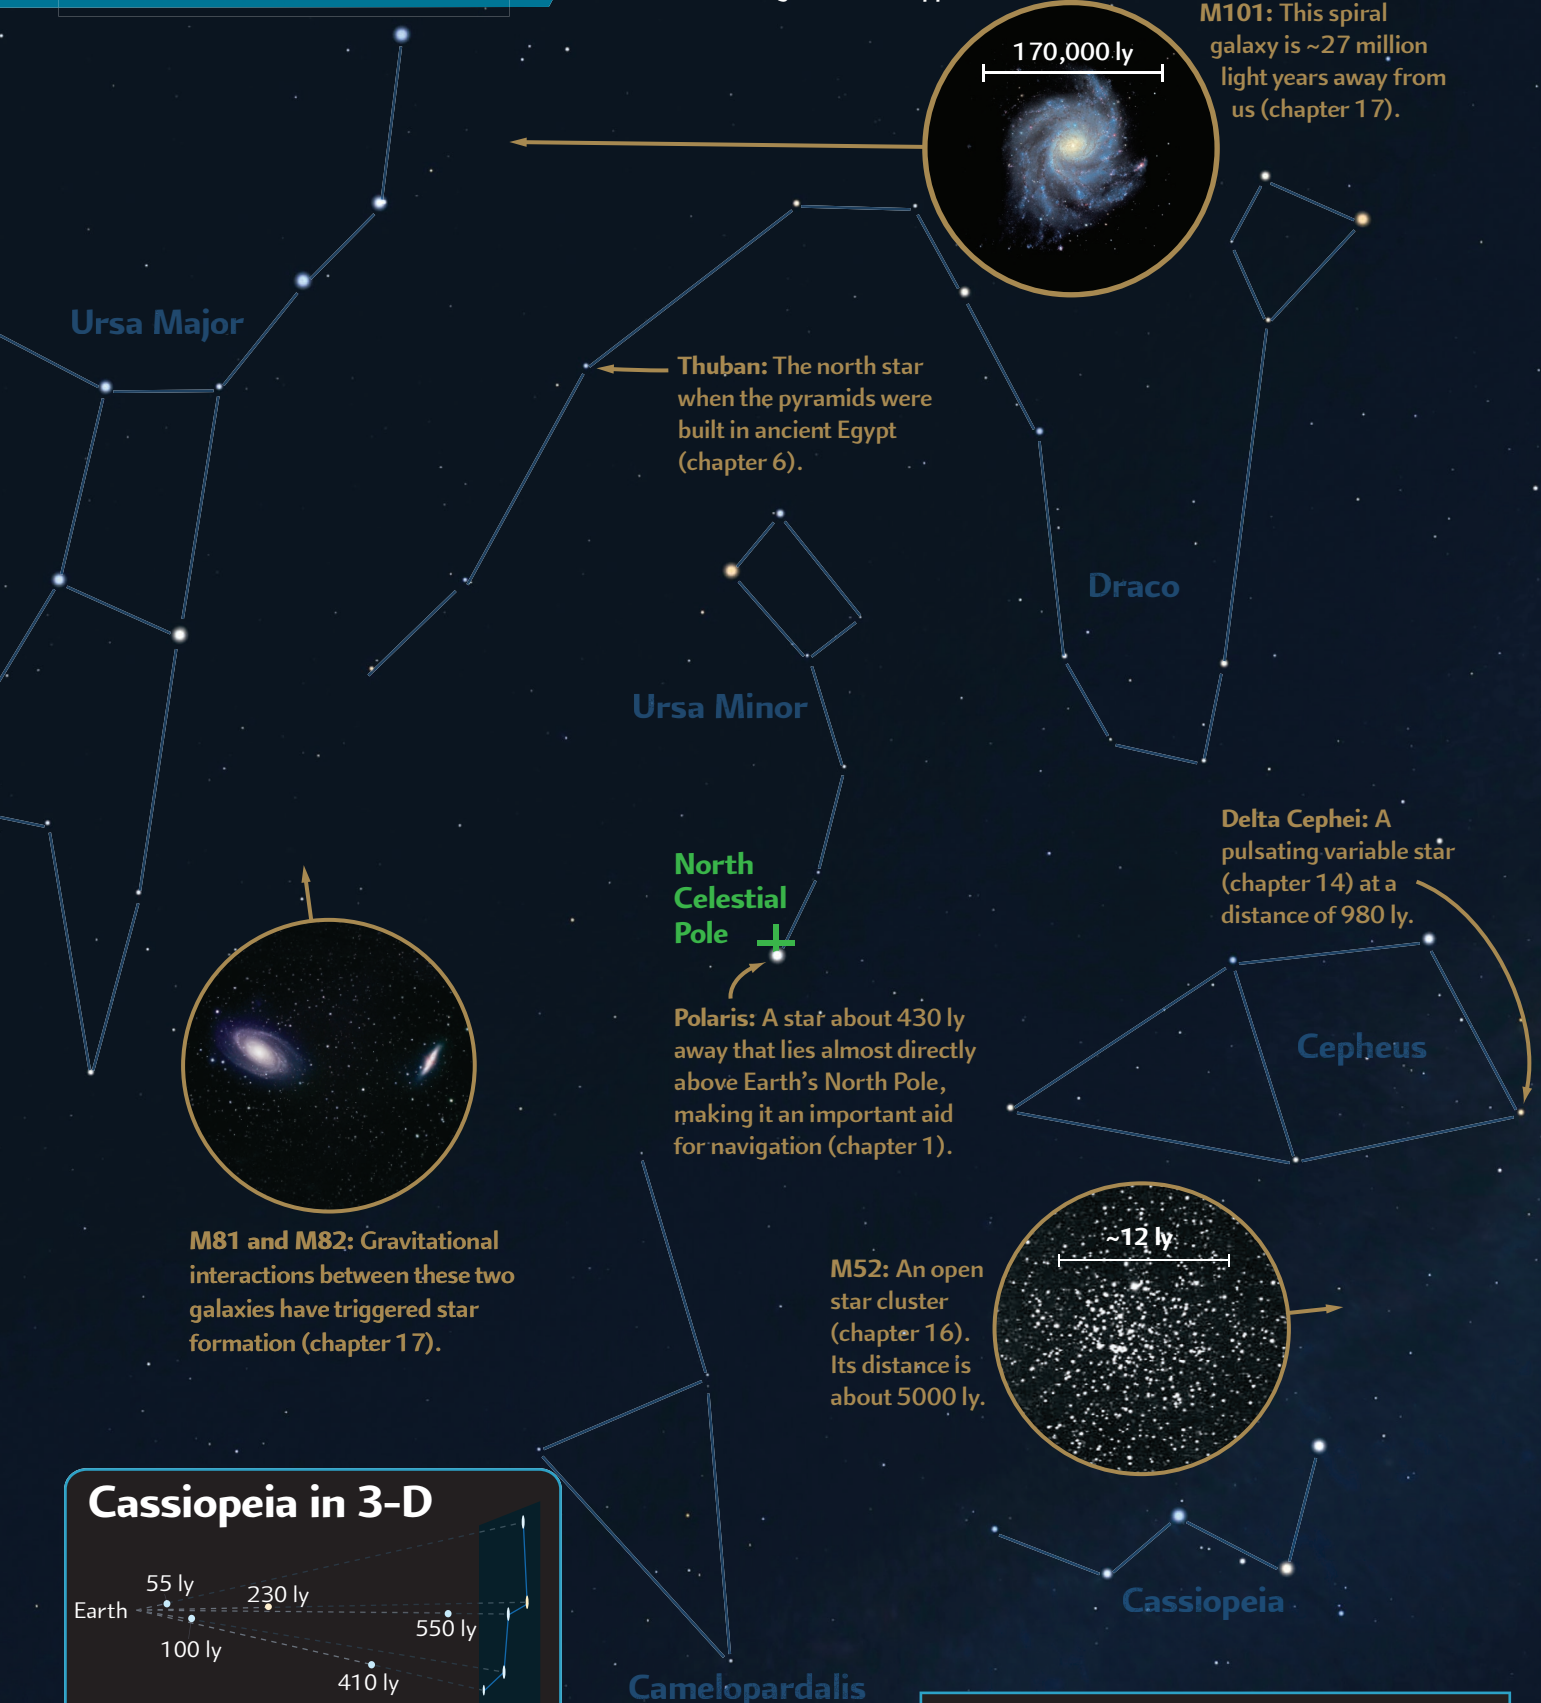 170,000 ly
M101: This spiral
galaxy is ~27 million
light years away from
us (chapter 17).
Ursa Major
Thuban: The north star
when the pyramids were
built in ancient Egypt
(chapter 6).
Draco
Ursa Minor
North
Celestial
Pole
Delta Cephei: A
pulsating variable star
(chapter 14) at a
distance of 980 ly.
Polaris: A star about 430 ly
away that lies almost directly
above Earth’s North Pole,
making it an important aid
for navigation (chapter 1).
Cepheus
M81 and M82: Gravitational
interactions between these two
galaxies have triggered star
formation (chapter 17).
M52: An open
star cluster
(chapter 16).
Its distance is
about 5000 ly.
~12 ly
Cassiopeia in 3-D
Earth
55 ly
230 ly
100 ly
550 ly
410 ly
Cassiopeia
Camelopardalis